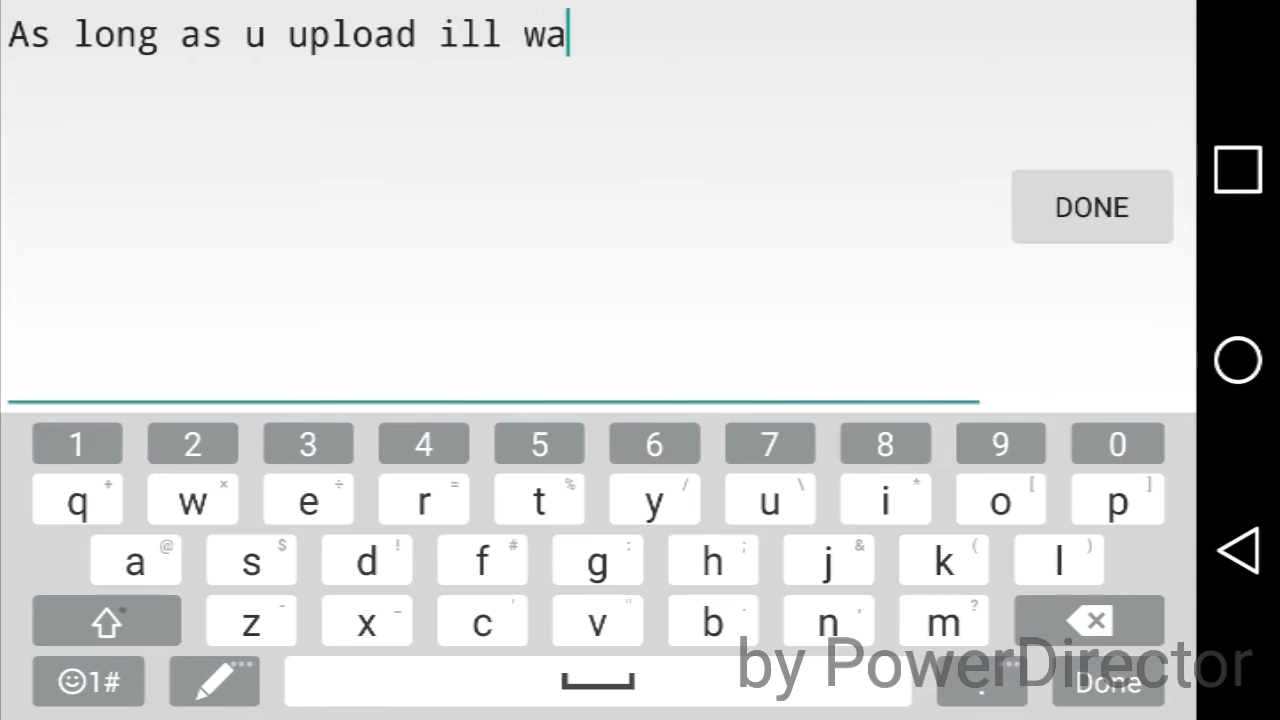 As long as u upload ill wa
DONE
1 2 3 4 5 6 7 8 9 0
q + w × e ÷ r = t % y / u \ i * o [ p ]
a @ s $ d ! f # g : h ; j & k ( l )
z - x _ c ' v " b . n , m ?
1# . Done
by PowerDirector